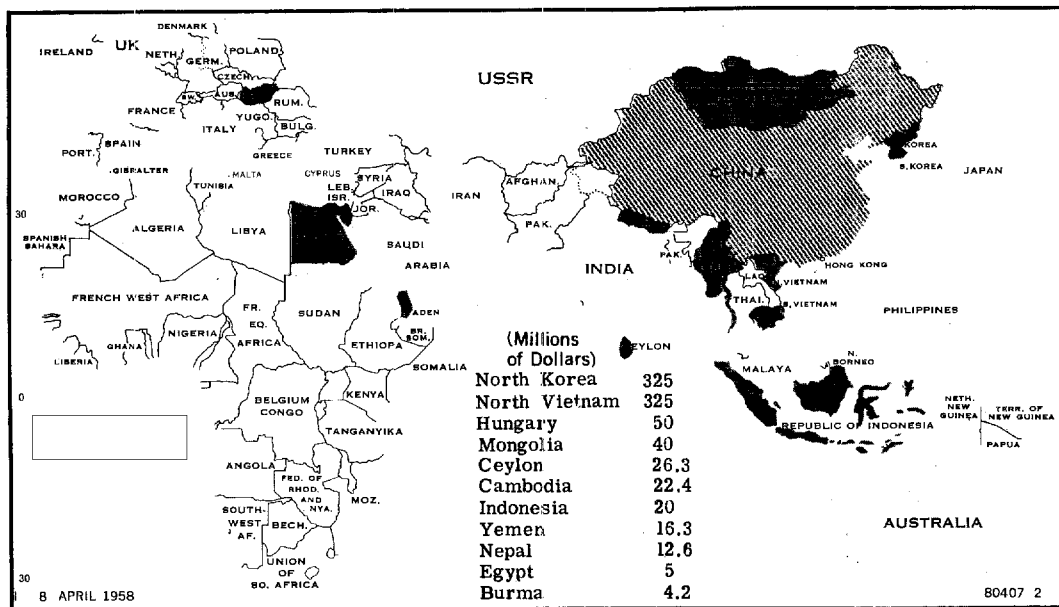 DENMARK
IRELAND
UK
NETH.
GERM.
POLAND
CZECH.
SW.
AUS.
RUM.
FRANCE
YUGO.
ITALY
BULG.
GREECE
SPAIN
PORT.
TURKEY
GIBRALTER
MALTA
CYPRUS
SYRIA
LEB.
ISR.
IRAQ
JOR.
TUNISIA
MOROCCO
30
ALGERIA
LIBYA
SPANISH
SAHARA
SAUDI
ARABIA
FRENCH WEST AFRICA
FR.
EQ.
AFRICA
SUDAN
ADEN
BR.
SOM.
NIGERIA
GHANA
LIBERIA
ETHIOPA
SOMALIA
0
BELGIUM
CONGO
KENYA
TANGANYIKA
ANGOLA
FED. OF
RHOD.
AND
NYA.
MOZ.
SOUTH-
WEST
AF.
BECH.
UNION
OF
SO. AFRICA
30
8 APRIL 1958
USSR
CHINA
KOREA
S. KOREA
JAPAN
IRAN
AFGHAN.
PAK.
INDIA
PAK.
HONG KONG
LAOS
N. VIETNAM
THAI.
S. VIETNAM
PHILIPPINES
CEYLON
MALAYA
N.
BORNEO
REPUBLIC OF INDONESIA
NETH.
NEW
GUINEA
TERR. OF
NEW GUINEA
PAPUA
AUSTRALIA
(Millions
of Dollars)
North Korea 325
North Vietnam 325
Hungary 50
Mongolia 40
Ceylon 26.3
Cambodia 22.4
Indonesia 20
Yemen 16.3
Nepal 12.6
Egypt 5
Burma 4.2
80407 2